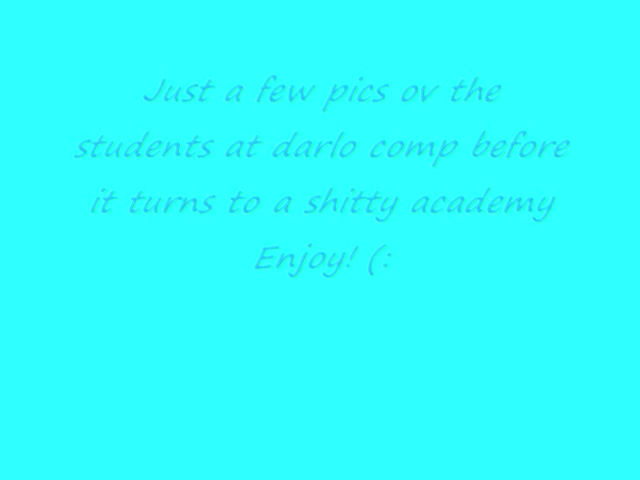 Just a few pics ov the
students at darlo comp before
it turns to a shitty academy
Enjoy! (: